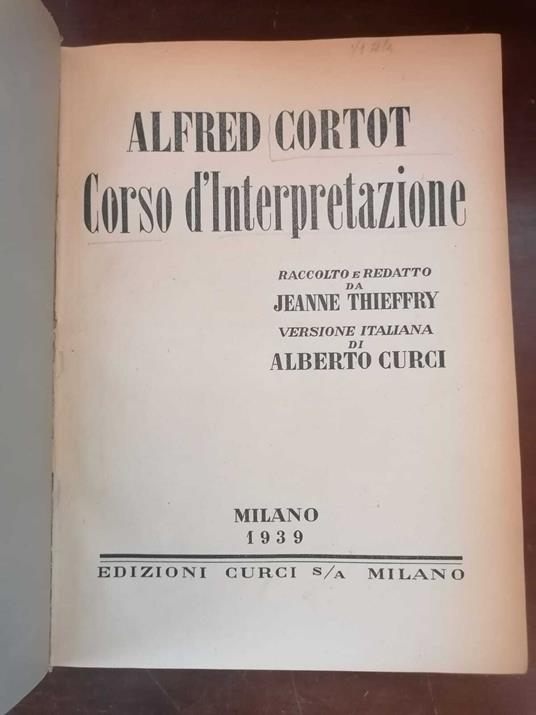 ALFRED CORTOT
Corso d'Interpretazione
RACCOLTO E REDATTO
DA
JEANNE THIEFFRY
VERSIONE ITALIANA
DI
ALBERTO CURCI
MILANO
1939
EDIZIONI CURCI S/A MILANO